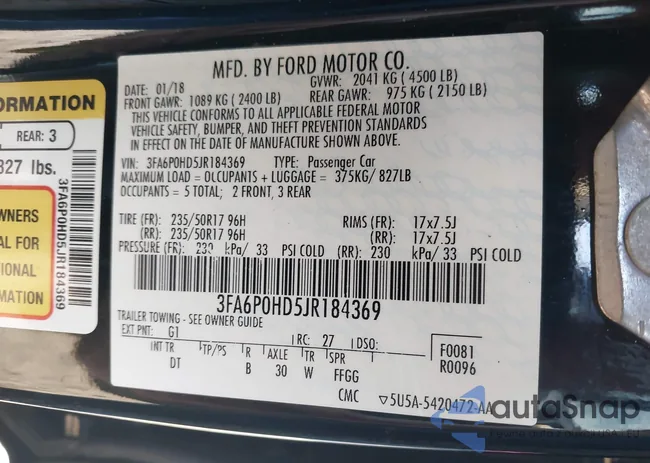 ORMATION
REAR: 3
827 lbs.
WNERS
AL FOR
TIONAL
RMATION
3FA6P0HD5JR184369
MFD. BY FORD MOTOR CO.
DATE: 01/18 GVWR: 2041 KG ( 4500 LB)
FRONT GAWR: 1089 KG ( 2400 LB) REAR GAWR: 975 KG ( 2150 LB)
THIS VEHICLE CONFORMS TO ALL APPLICABLE FEDERAL MOTOR
VEHICLE SAFETY, BUMPER, AND THEFT PREVENTION STANDARDS
IN EFFECT ON THE DATE OF MANUFACTURE SHOWN ABOVE.
VIN: 3FA6P0HD5JR184369 TYPE: Passenger Car
MAXIMUM LOAD = OCCUPANTS + LUGGAGE = 375KG/ 827LB
OCCUPANTS = 5 TOTAL; 2 FRONT, 3 REAR
TIRE (FR): 235/50R17 96H RIMS (FR): 17x7.5J
(RR): 235/50R17 96H (RR): 17x7.5J
PRESSURE (FR): 230 kPa/ 33 PSI COLD (RR): 230 kPa/ 33 PSI COLD
3FA6P0HD5JR184369
TRAILER TOWING - SEE OWNER GUIDE
EXT PNT: G1 RC: 27 DSO: F0081
INT TR TP/PS R AXLE TR SPR R0096
DT B 30 W FFGG
CMC ▽5U5A-5420472-AA
autoSnap